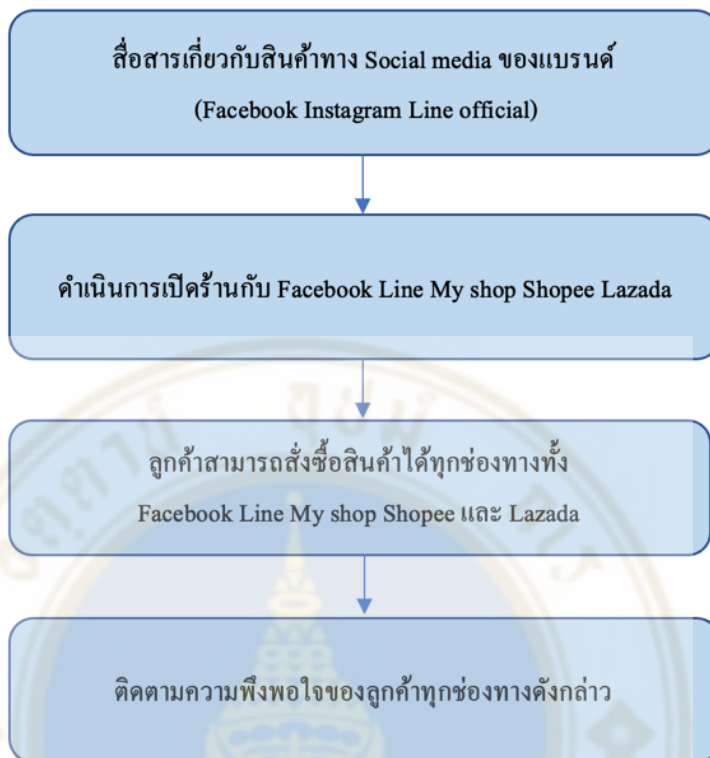 สื่อสารเกี่ยวกับสินค้าทาง Social media ของแบรนด์
(Facebook Instagram Line official)
ดำเนินการเปิดร้านกับ Facebook Line My shop Shopee Lazada
ลูกค้าสามารถสั่งซื้อสินค้าได้ทุกช่องทางทั้ง
Facebook Line My shop Shopee และ Lazada
ติดตามความพึงพอใจของลูกค้าทุกช่องทางดังกล่าว